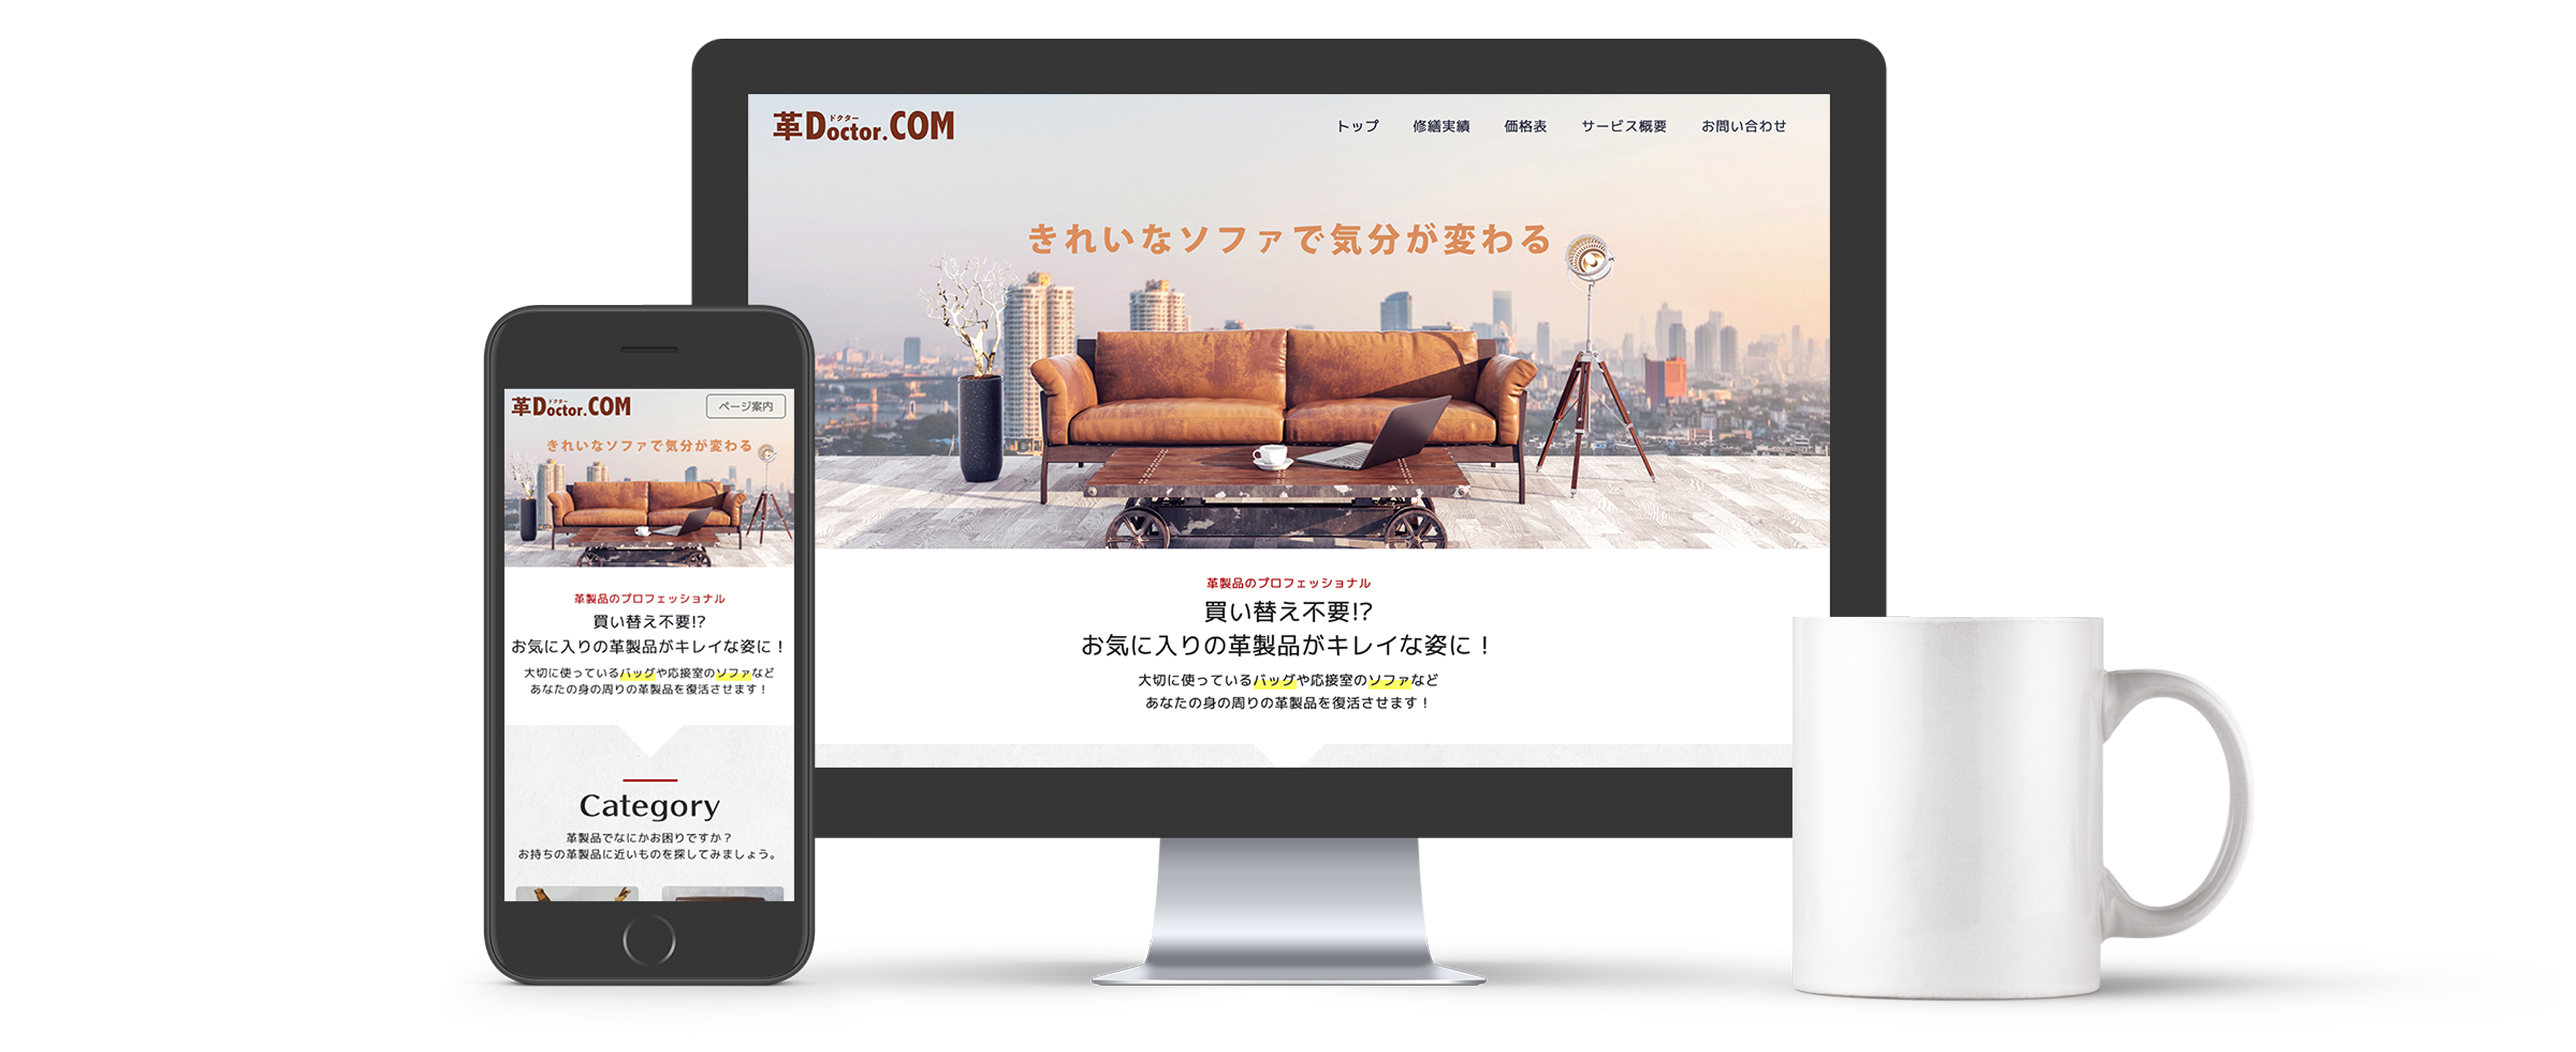 革Doctor.COM
ドクター
トップ 修繕実績 価格表 サービス概要 お問い合わせ
きれいなソファで気分が変わる
革製品のプロフェッショナル
買い替え不要!?
お気に入りの革製品がキレイな姿に！
大切に使っているバッグや応接室のソファなど
あなたの身の周りの革製品を復活させます！
革Doctor.COM
ドクター
ページ案内
きれいなソファで気分が変わる
革製品のプロフェッショナル
買い替え不要!?
お気に入りの革製品がキレイな姿に！
大切に使っているバッグや応接室のソファなど
あなたの身の周りの革製品を復活させます！
Category
革製品でなにかお困りですか？
お持ちの革製品に近いものを探してみましょう。